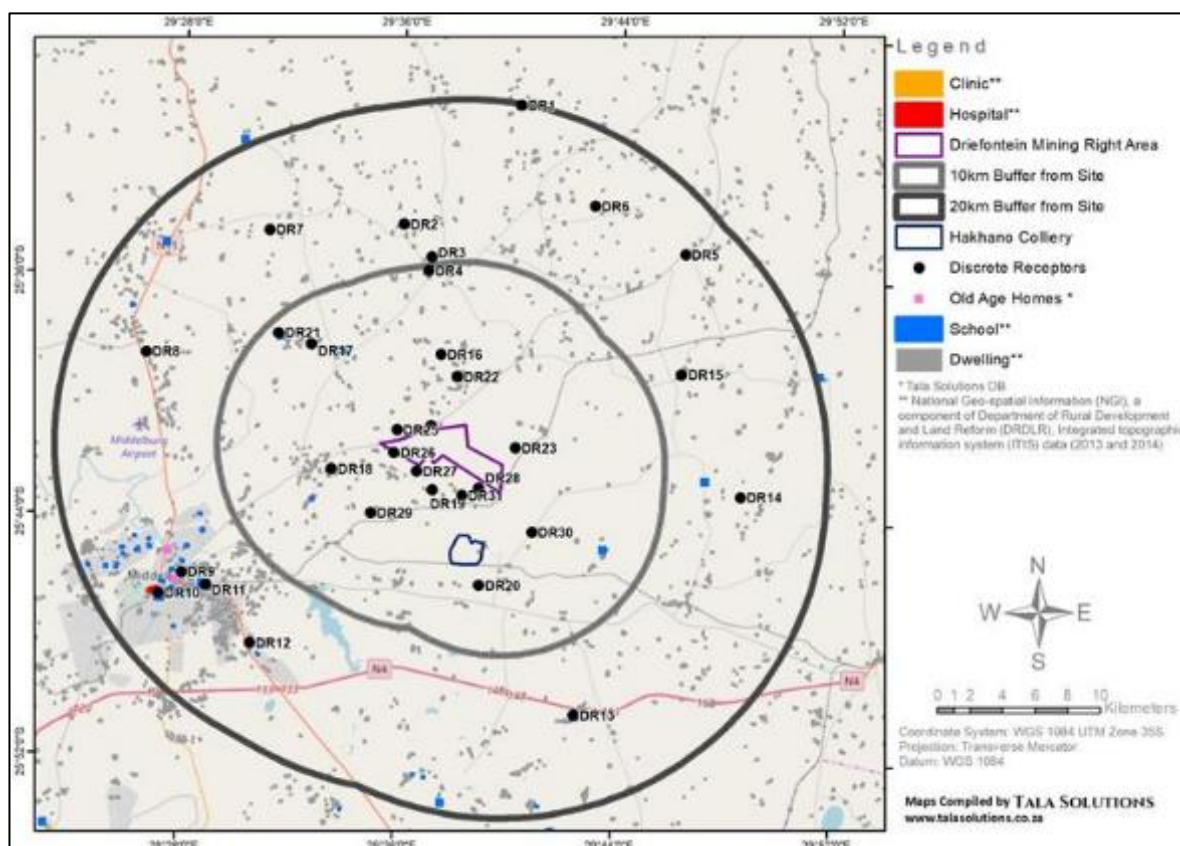 29°28'0"E
29°36'0"E
29°44'0"E
29°52'0"E
Legend
Clinic**
Hospital**
Driefontein Mining Right Area
10km Buffer from Site
20km Buffer from Site
Hakhano Colliery
Discrete Receptors
Old Age Homes *
School**
Dwelling**
* Tala Solutions DB
** National Geo-spatial Information (NGI), a
component of Department of Rural Development
and Land Reform (DRDLR), Integrated topographic
information system (ITIS) data (2013 and 2014)
N
W E
S
0 1 2 4 6 8 10
Kilometers
Coordinate System: WGS 1984 UTM Zone 35S
Projection: Transverse Mercator
Datum: WGS 1984
Maps Compiled by TALA SOLUTIONS
www.talasolutions.co.za
DR1
DR6
DR2
DR7
DR3
DR5
DR4
25°36'0"S
DR21
DR17
DR8
DR16
DR22
DR15
Middelburg
Airport
DR25
DR23
DR26
DR18
DR27
DR28
DR19
DR31
DR14
25°44'0"S
DR29
DR30
DR9
DR10
DR11
DR20
DR12
N4
N4
DR13
25°52'0"S
29°36'0"E
29°44'0"E